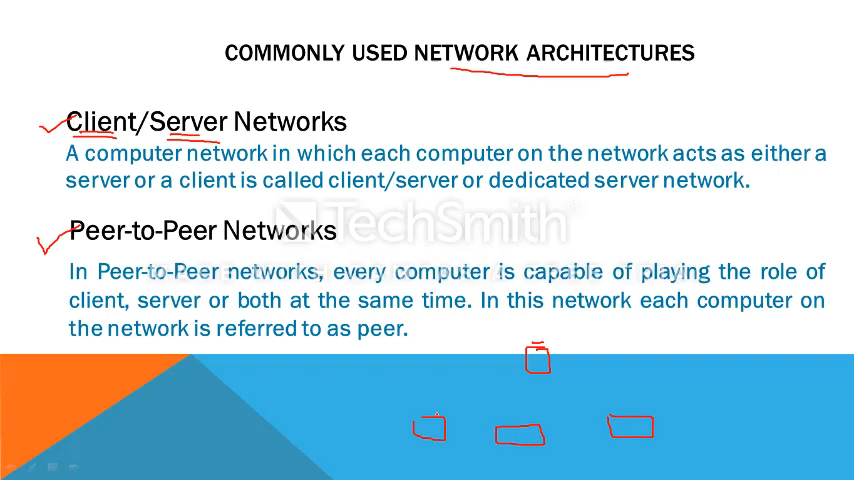 COMMONLY USED NETWORK ARCHITECTURES
Client/Server Networks
A computer network in which each computer on the network acts as either a
server or a client is called client/server or dedicated server network.
TechSmith
Peer-to-Peer Networks
In Peer-to-Peer networks, every computer is capable of playing the role of
client, server or both at the same time. In this network each computer on
the network is referred to as peer.